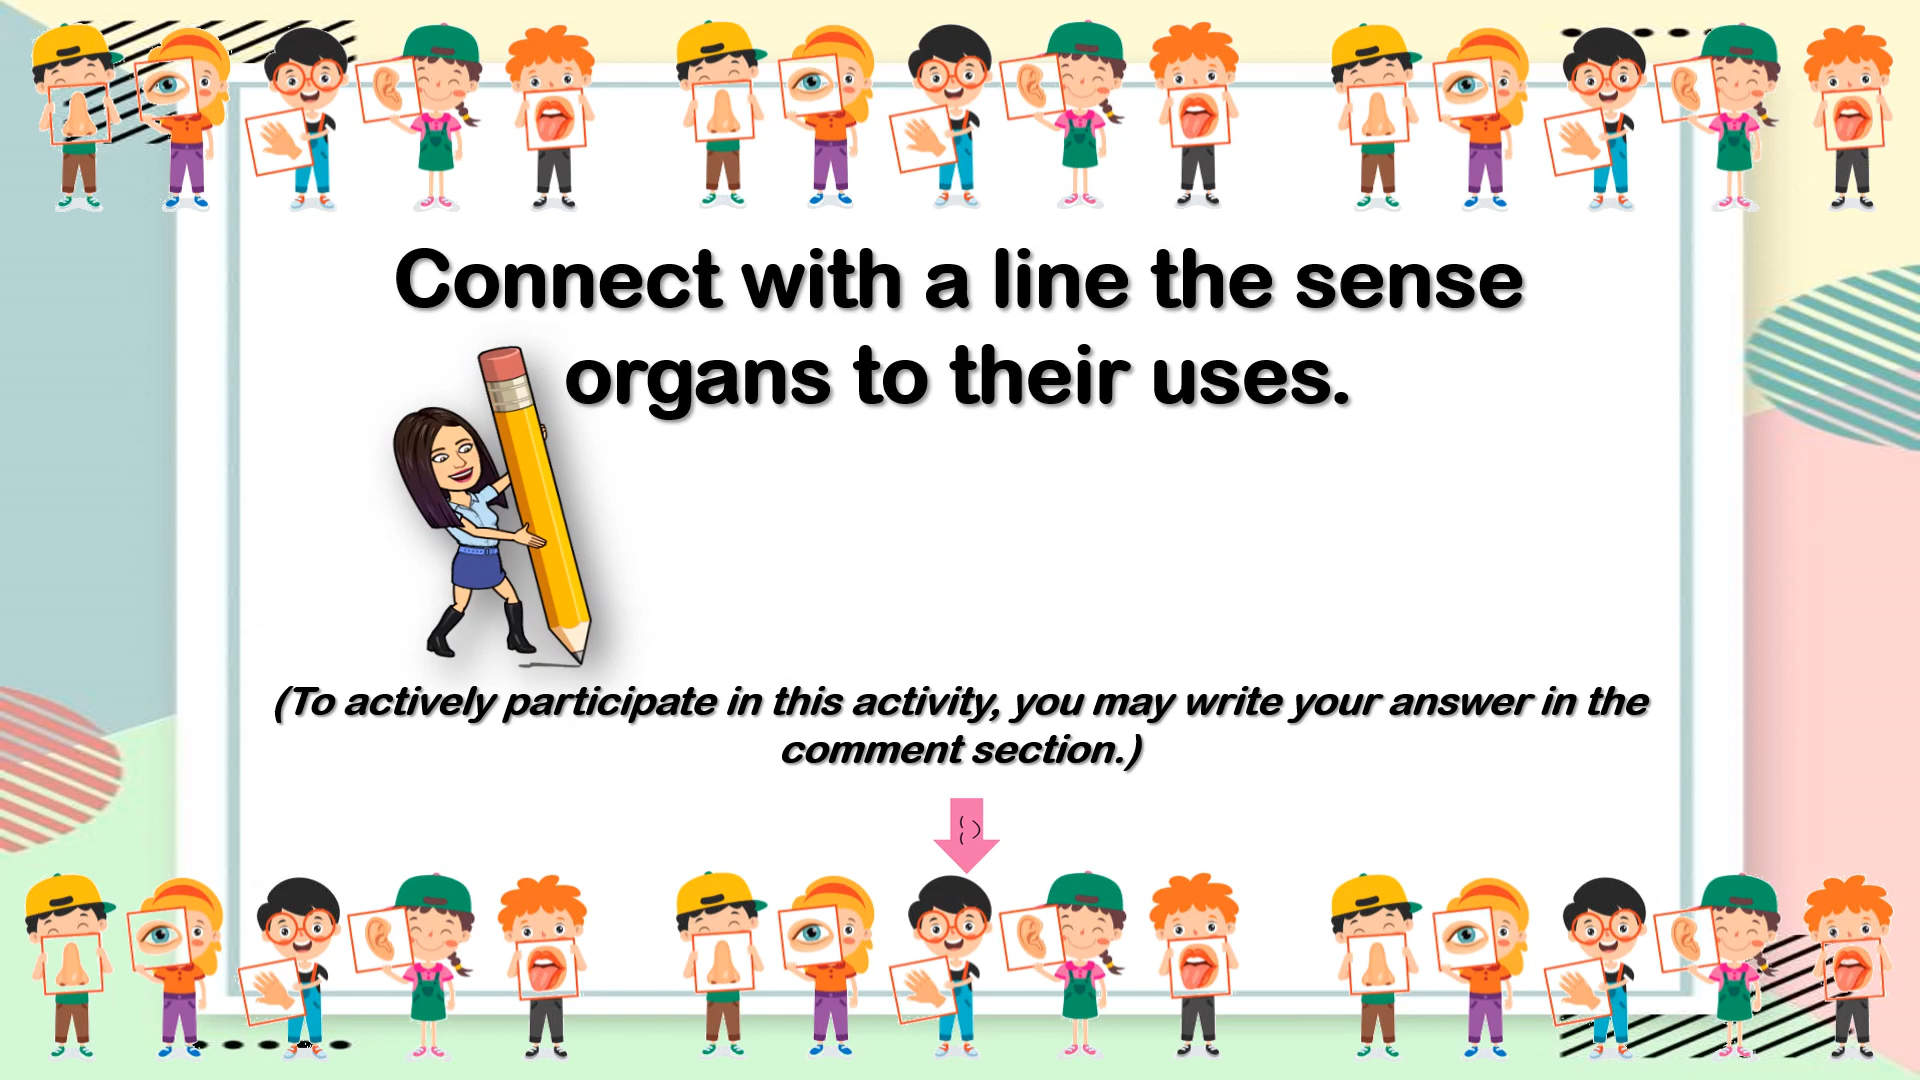 Connect with a line the sense
organs to their uses.
(To actively participate in this activity, you may write your answer in the
comment section.)